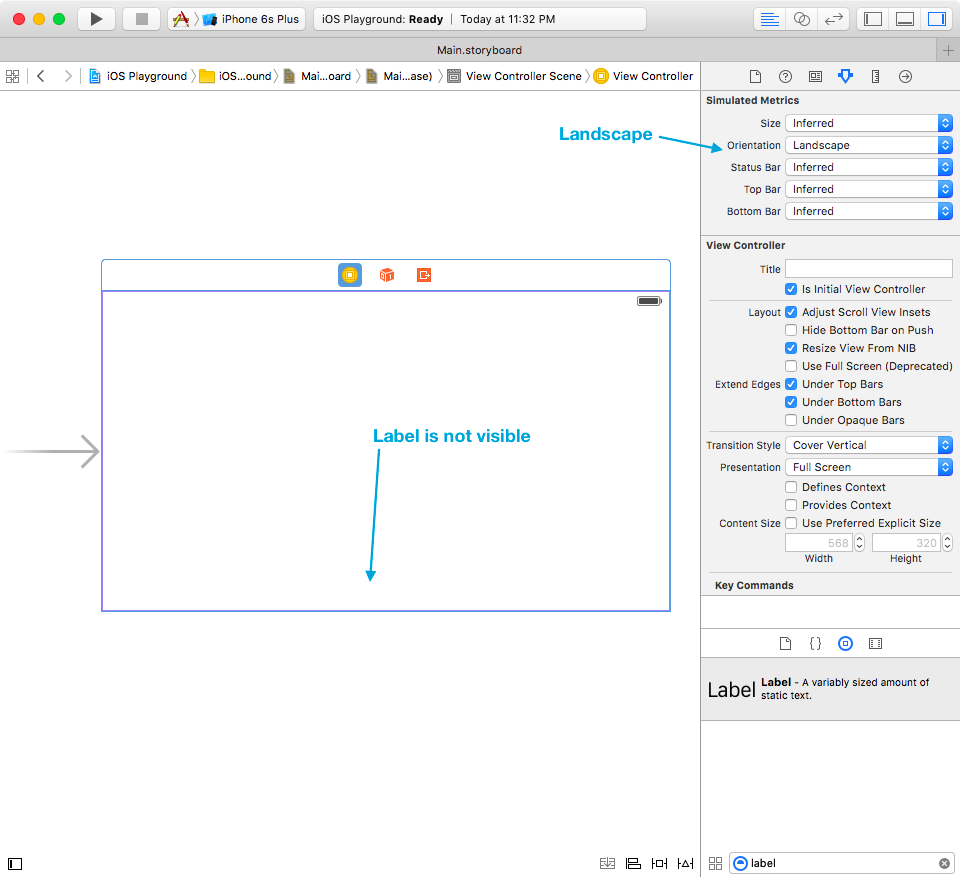 iPhone 6s Plus
iOS Playground: Ready | Today at 11:32 PM
Main.storyboard
iOS Playground
iOS...ound
Mai...oard
Mai...ase)
View Controller Scene
View Controller
Simulated Metrics
Size Inferred
Landscape
Orientation Landscape
Status Bar Inferred
Top Bar Inferred
Bottom Bar Inferred
View Controller
Title
Is Initial View Controller
Layout Adjust Scroll View Insets
Hide Bottom Bar on Push
Resize View From NIB
Use Full Screen (Deprecated)
Extend Edges Under Top Bars
Under Bottom Bars
Under Opaque Bars
Label is not visible
Transition Style Cover Vertical
Presentation Full Screen
Defines Context
Provides Context
Content Size Use Preferred Explicit Size
568 320
Width Height
Key Commands
Label
Label - A variably sized amount of
static text.
label